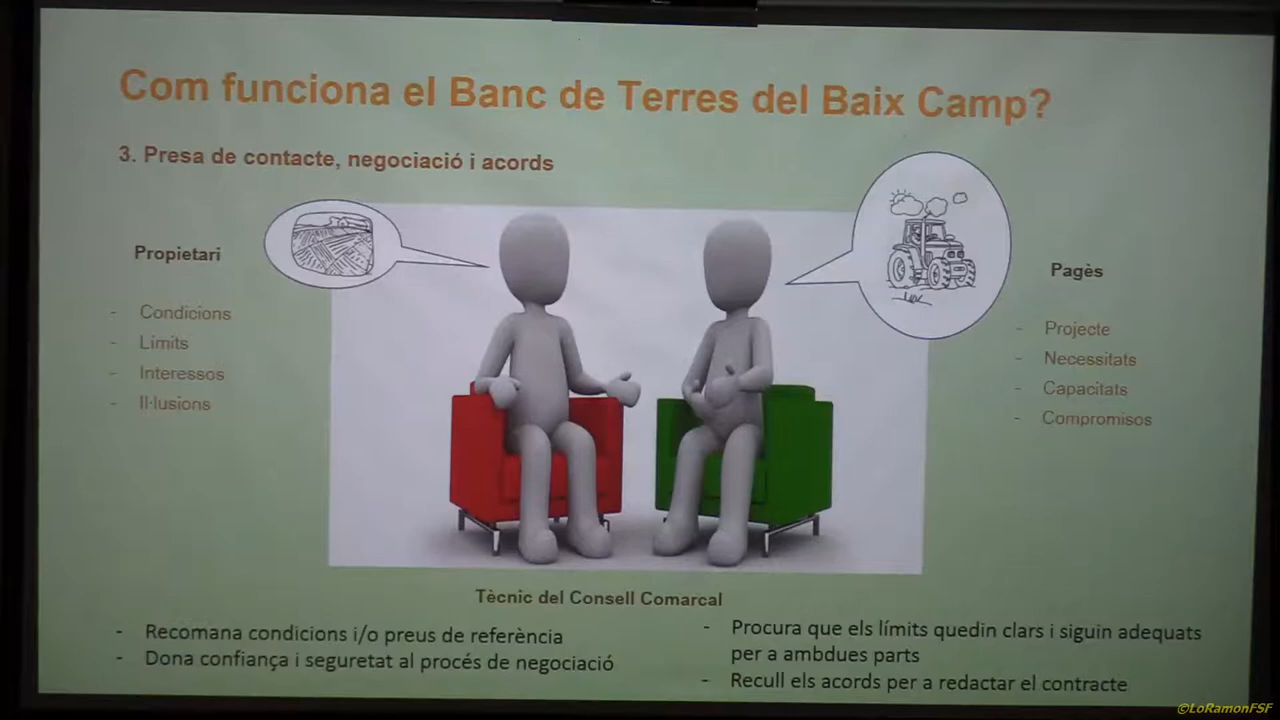 Com funciona el Banc de Terres del Baix Camp?
3. Presa de contacte, negociació i acords
Propietari
- Condicions
- Límits
- Interessos
- Il·lusions
Pagès
- Projecte
- Necessitats
- Capacitats
- Compromisos
Tècnic del Consell Comarcal
- Recomana condicions i/o preus de referència
- Dona confiança i seguretat al procés de negociació
- Procura que els límits quedin clars i siguin adequats
per a ambdues parts
- Recull els acords per a redactar el contracte
©LoRamonFSF